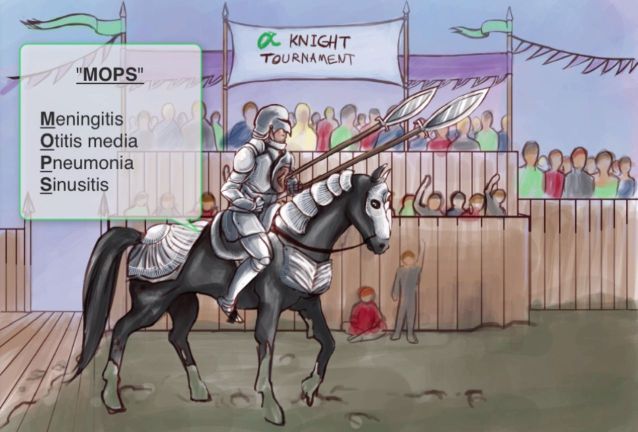 α KNIGHT
TOURNAMENT
"MOPS"
Meningitis
Otitis media
Pneumonia
Sinusitis